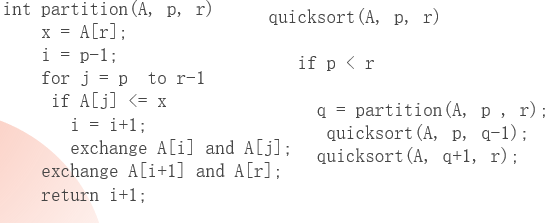 int partition(A, p, r)
x = A[r];
i = p-1;
for j = p to r-1
if A[j] <= x
i = i+1;
exchange A[i] and A[j];
exchange A[i+1] and A[r];
return i+1;
quicksort(A, p, r)
if p < r
q = partition(A, p , r);
quicksort(A, p, q-1);
quicksort(A, q+1, r);